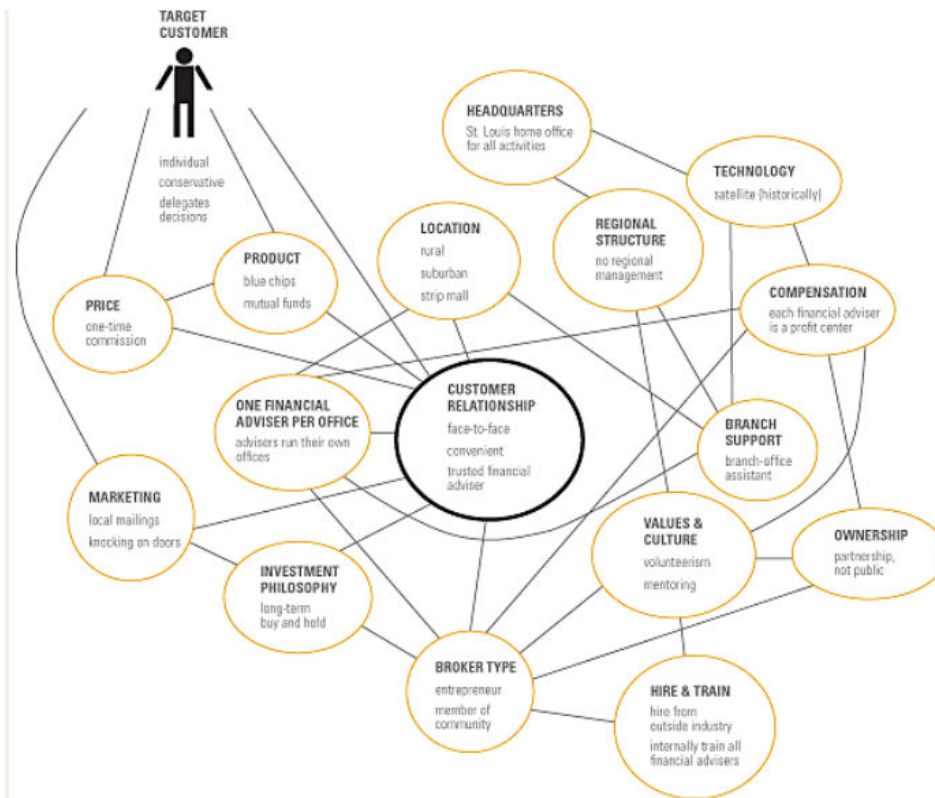 TARGET
CUSTOMER
individual
conservative
delegates
decisions
HEADQUARTERS
St. Louis home office
for all activities
TECHNOLOGY
satellite (historically)
LOCATION
rural
suburban
strip mall
REGIONAL
STRUCTURE
no regional
management
PRODUCT
blue chips
mutual funds
PRICE
one-time
commission
COMPENSATION
each financial adviser
is a profit center
CUSTOMER
RELATIONSHIP
face-to-face
convenient
trusted financial
adviser
ONE FINANCIAL
ADVISER PER OFFICE
advisers run their own
offices
BRANCH
SUPPORT
branch-office
assistant
MARKETING
local mailings
knocking on doors
VALUES &
CULTURE
volunteerism
mentoring
OWNERSHIP
partnership,
not public
INVESTMENT
PHILOSOPHY
long-term
buy and hold
BROKER TYPE
entrepreneur
member of
community
HIRE & TRAIN
hire from
outside industry
internally train all
financial advisers